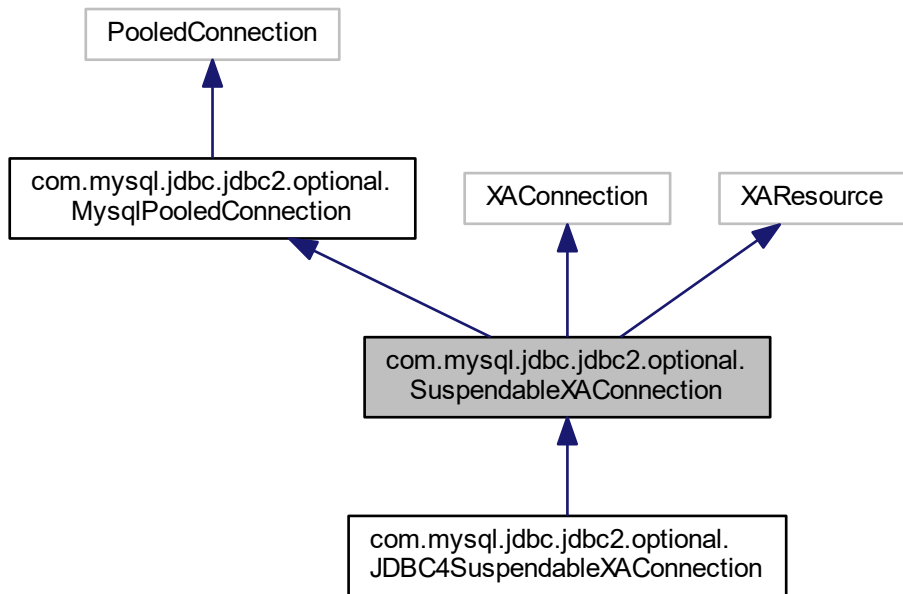 PooledConnection
com.mysql.jdbc.jdbc2.optional.
MysqlPooledConnection
XAConnection
XAResource
com.mysql.jdbc.jdbc2.optional.
SuspendableXAConnection
com.mysql.jdbc.jdbc2.optional.
JDBC4SuspendableXAConnection